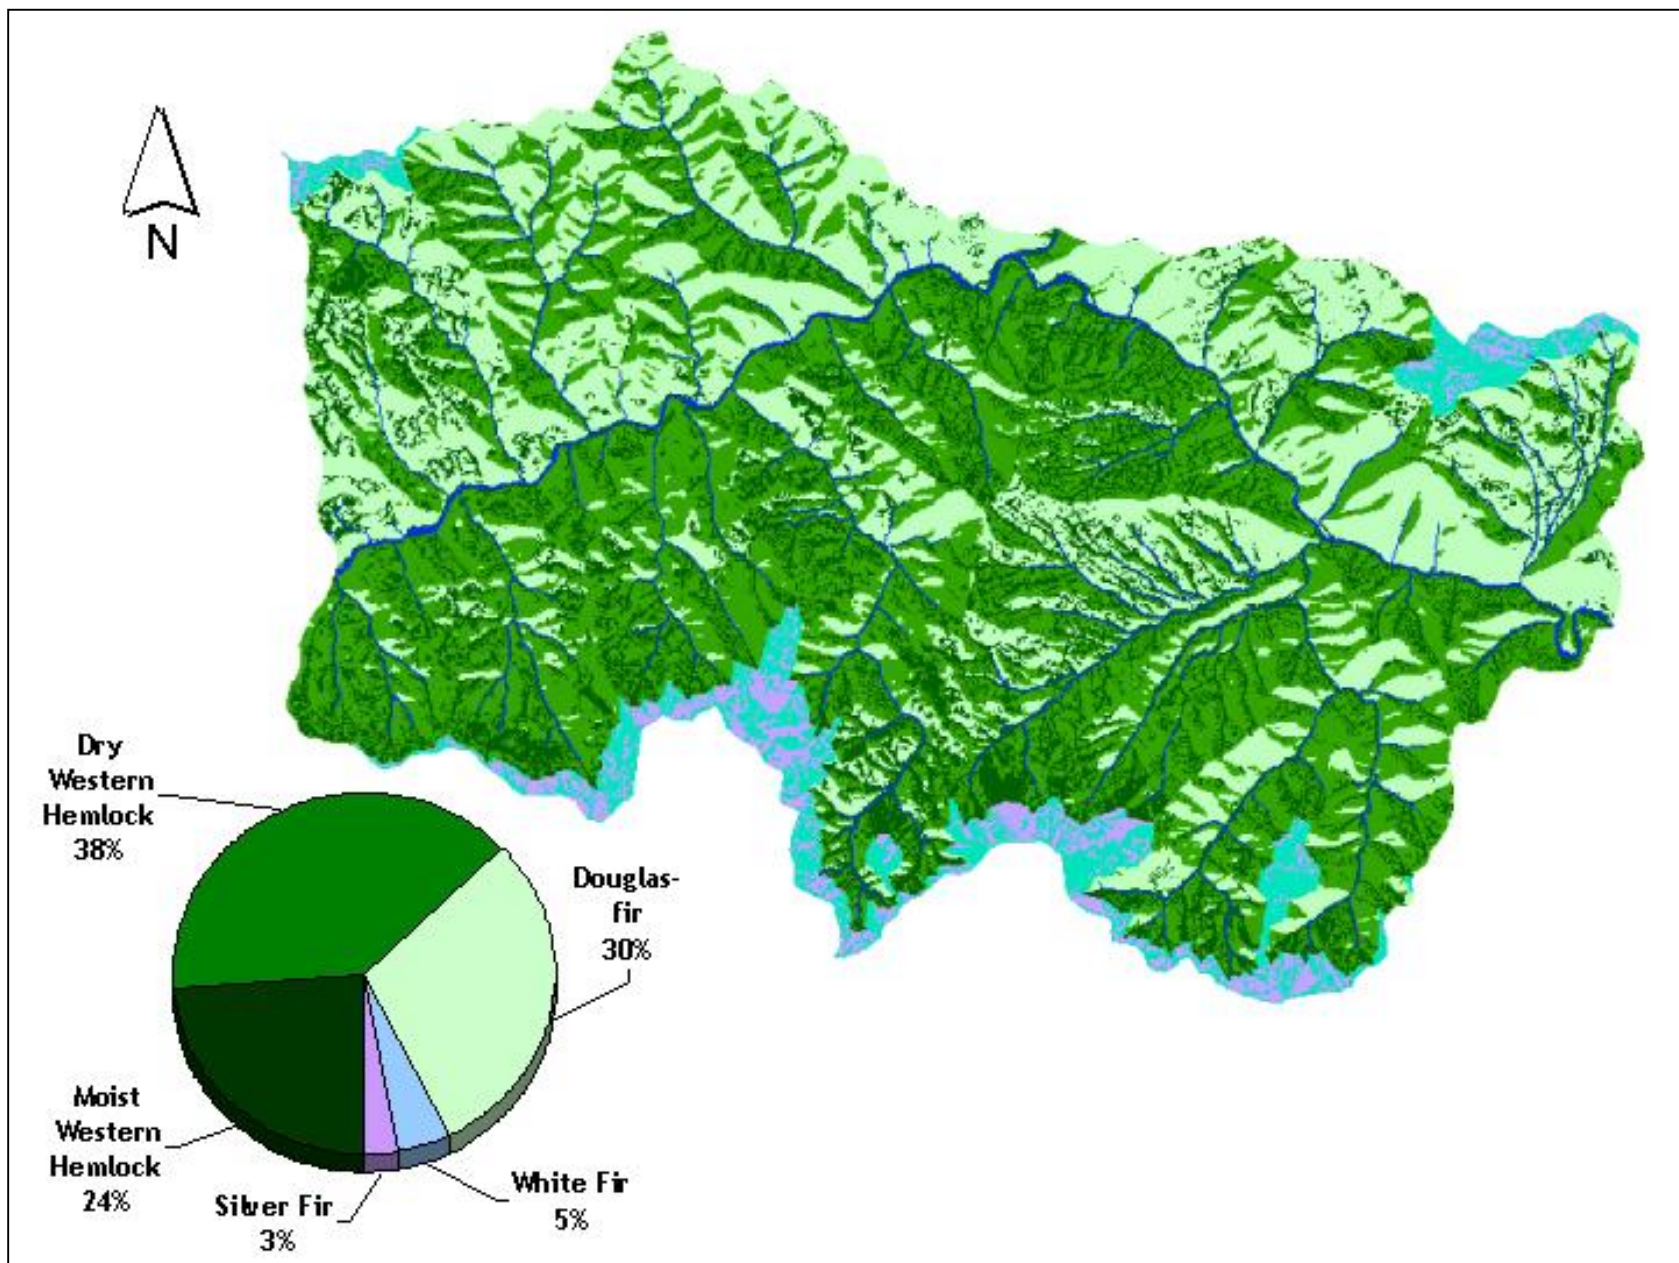 N
Dry
Western
Hemlock
38%
Douglas-
fir
30%
Moist
Western
Hemlock
24%
Silver Fir
3%
White Fir
5%